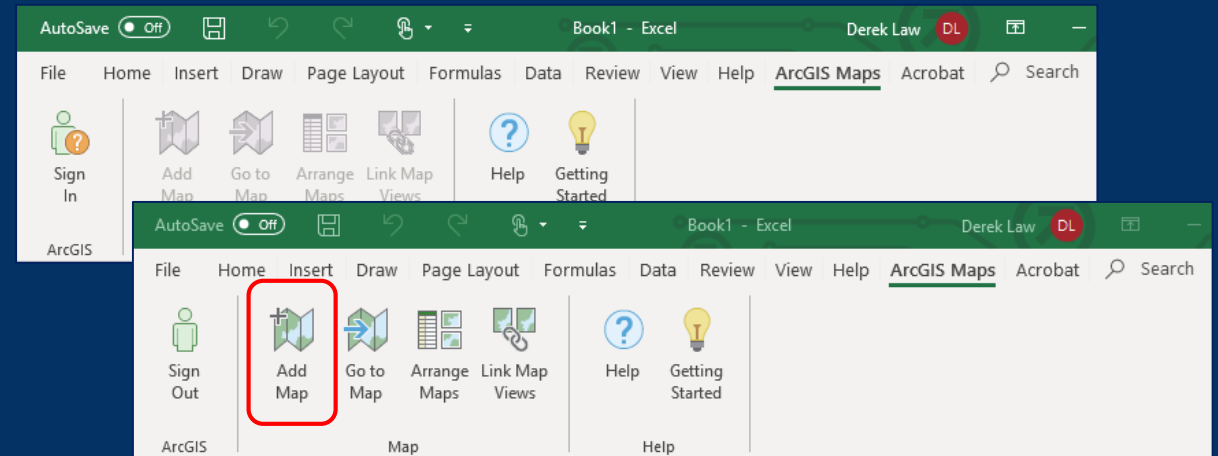 AutoSave Off Book1 - Excel Derek Law DL
File Home Insert Draw Page Layout Formulas Data Review View Help ArcGIS Maps Acrobat Search
Sign Add Go to Arrange Link Map Help Getting
In Map Map Maps Views Started
ArcGIS
AutoSave Off Book1 - Excel Derek Law DL
File Home Insert Draw Page Layout Formulas Data Review View Help ArcGIS Maps Acrobat Search
Sign Add Go to Arrange Link Map Help Getting
Out Map Map Maps Views Started
ArcGIS Map Help